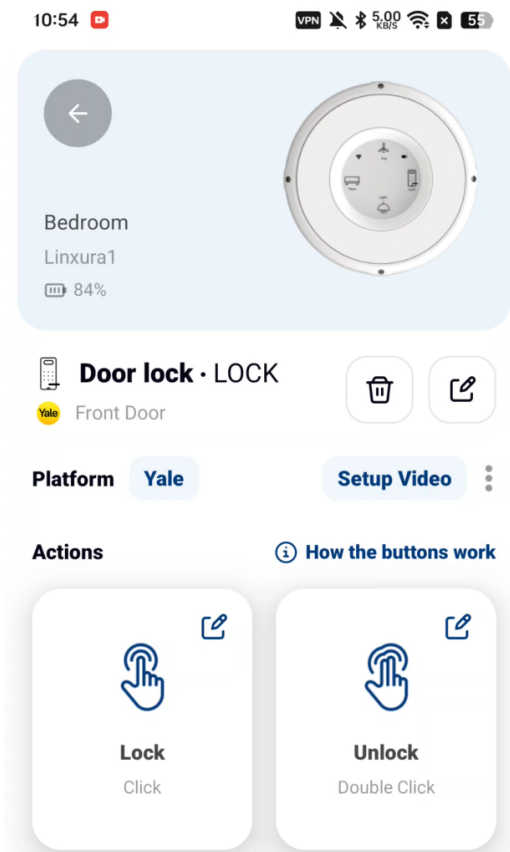 10:54
VPN 5.00 KB/S 55
Bedroom
Linxura1
84%
Door lock · LOCK
Yale Front Door
Platform Yale Setup Video
Actions How the buttons work
Lock Unlock
Click Double Click